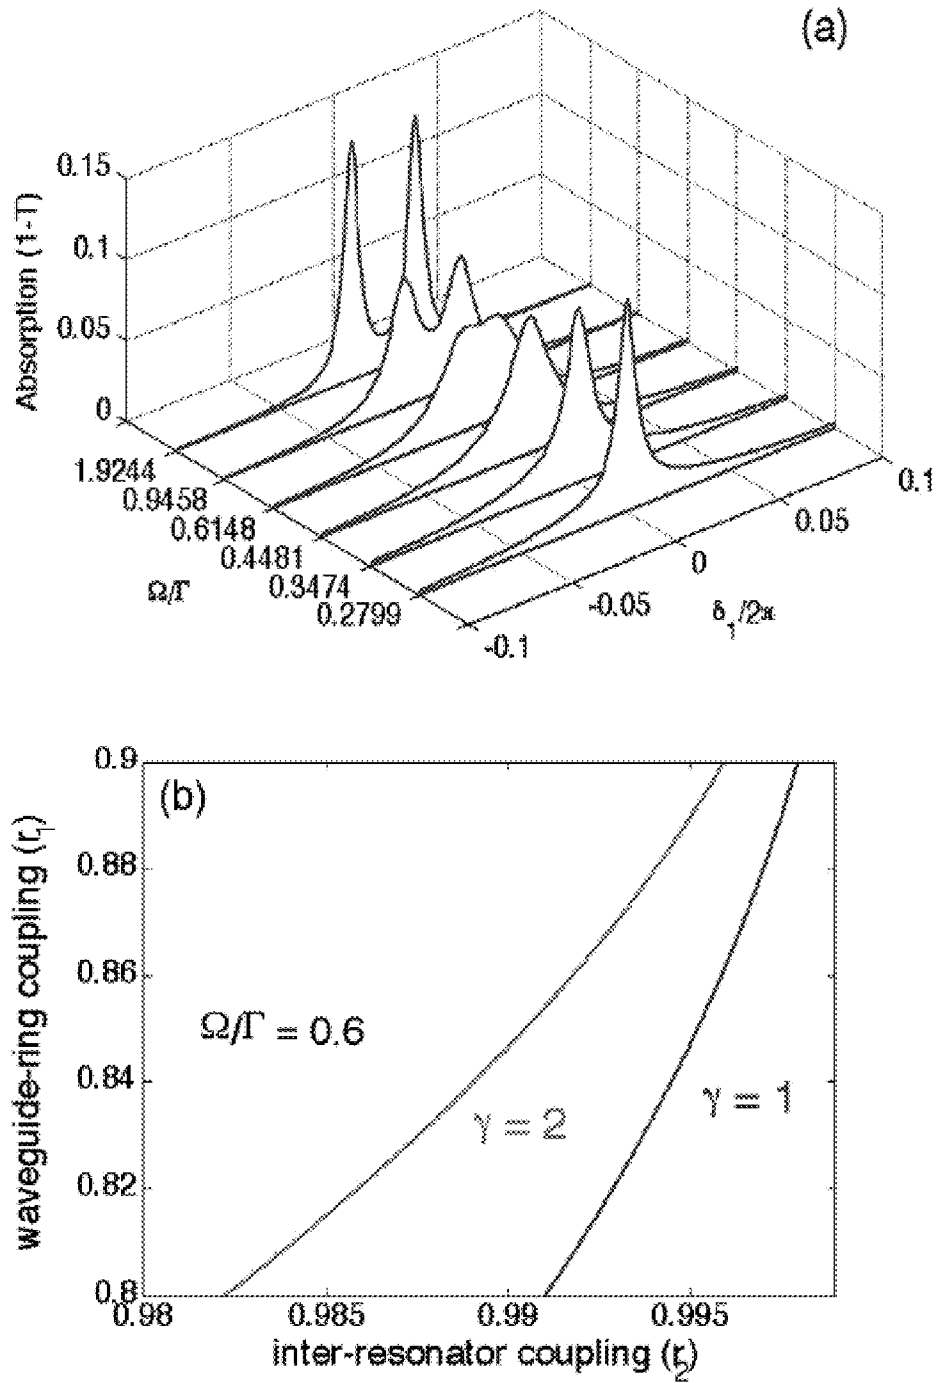 (a)
0.15
0.1
0.05
0
Absorption (1-T)
1.9244
0.9458
0.6148
0.4481
0.3474
0.2799
Ω/Γ
0.1
0.05
0
-0.05
-0.1
δ₁/2π
(b)
0.9
0.88
0.86
0.84
0.82
0.8
waveguide-ring coupling (r₁)
Ω/Γ = 0.6
γ = 2
γ = 1
0.98
0.985
0.99
0.995
inter-resonator coupling (r₂)